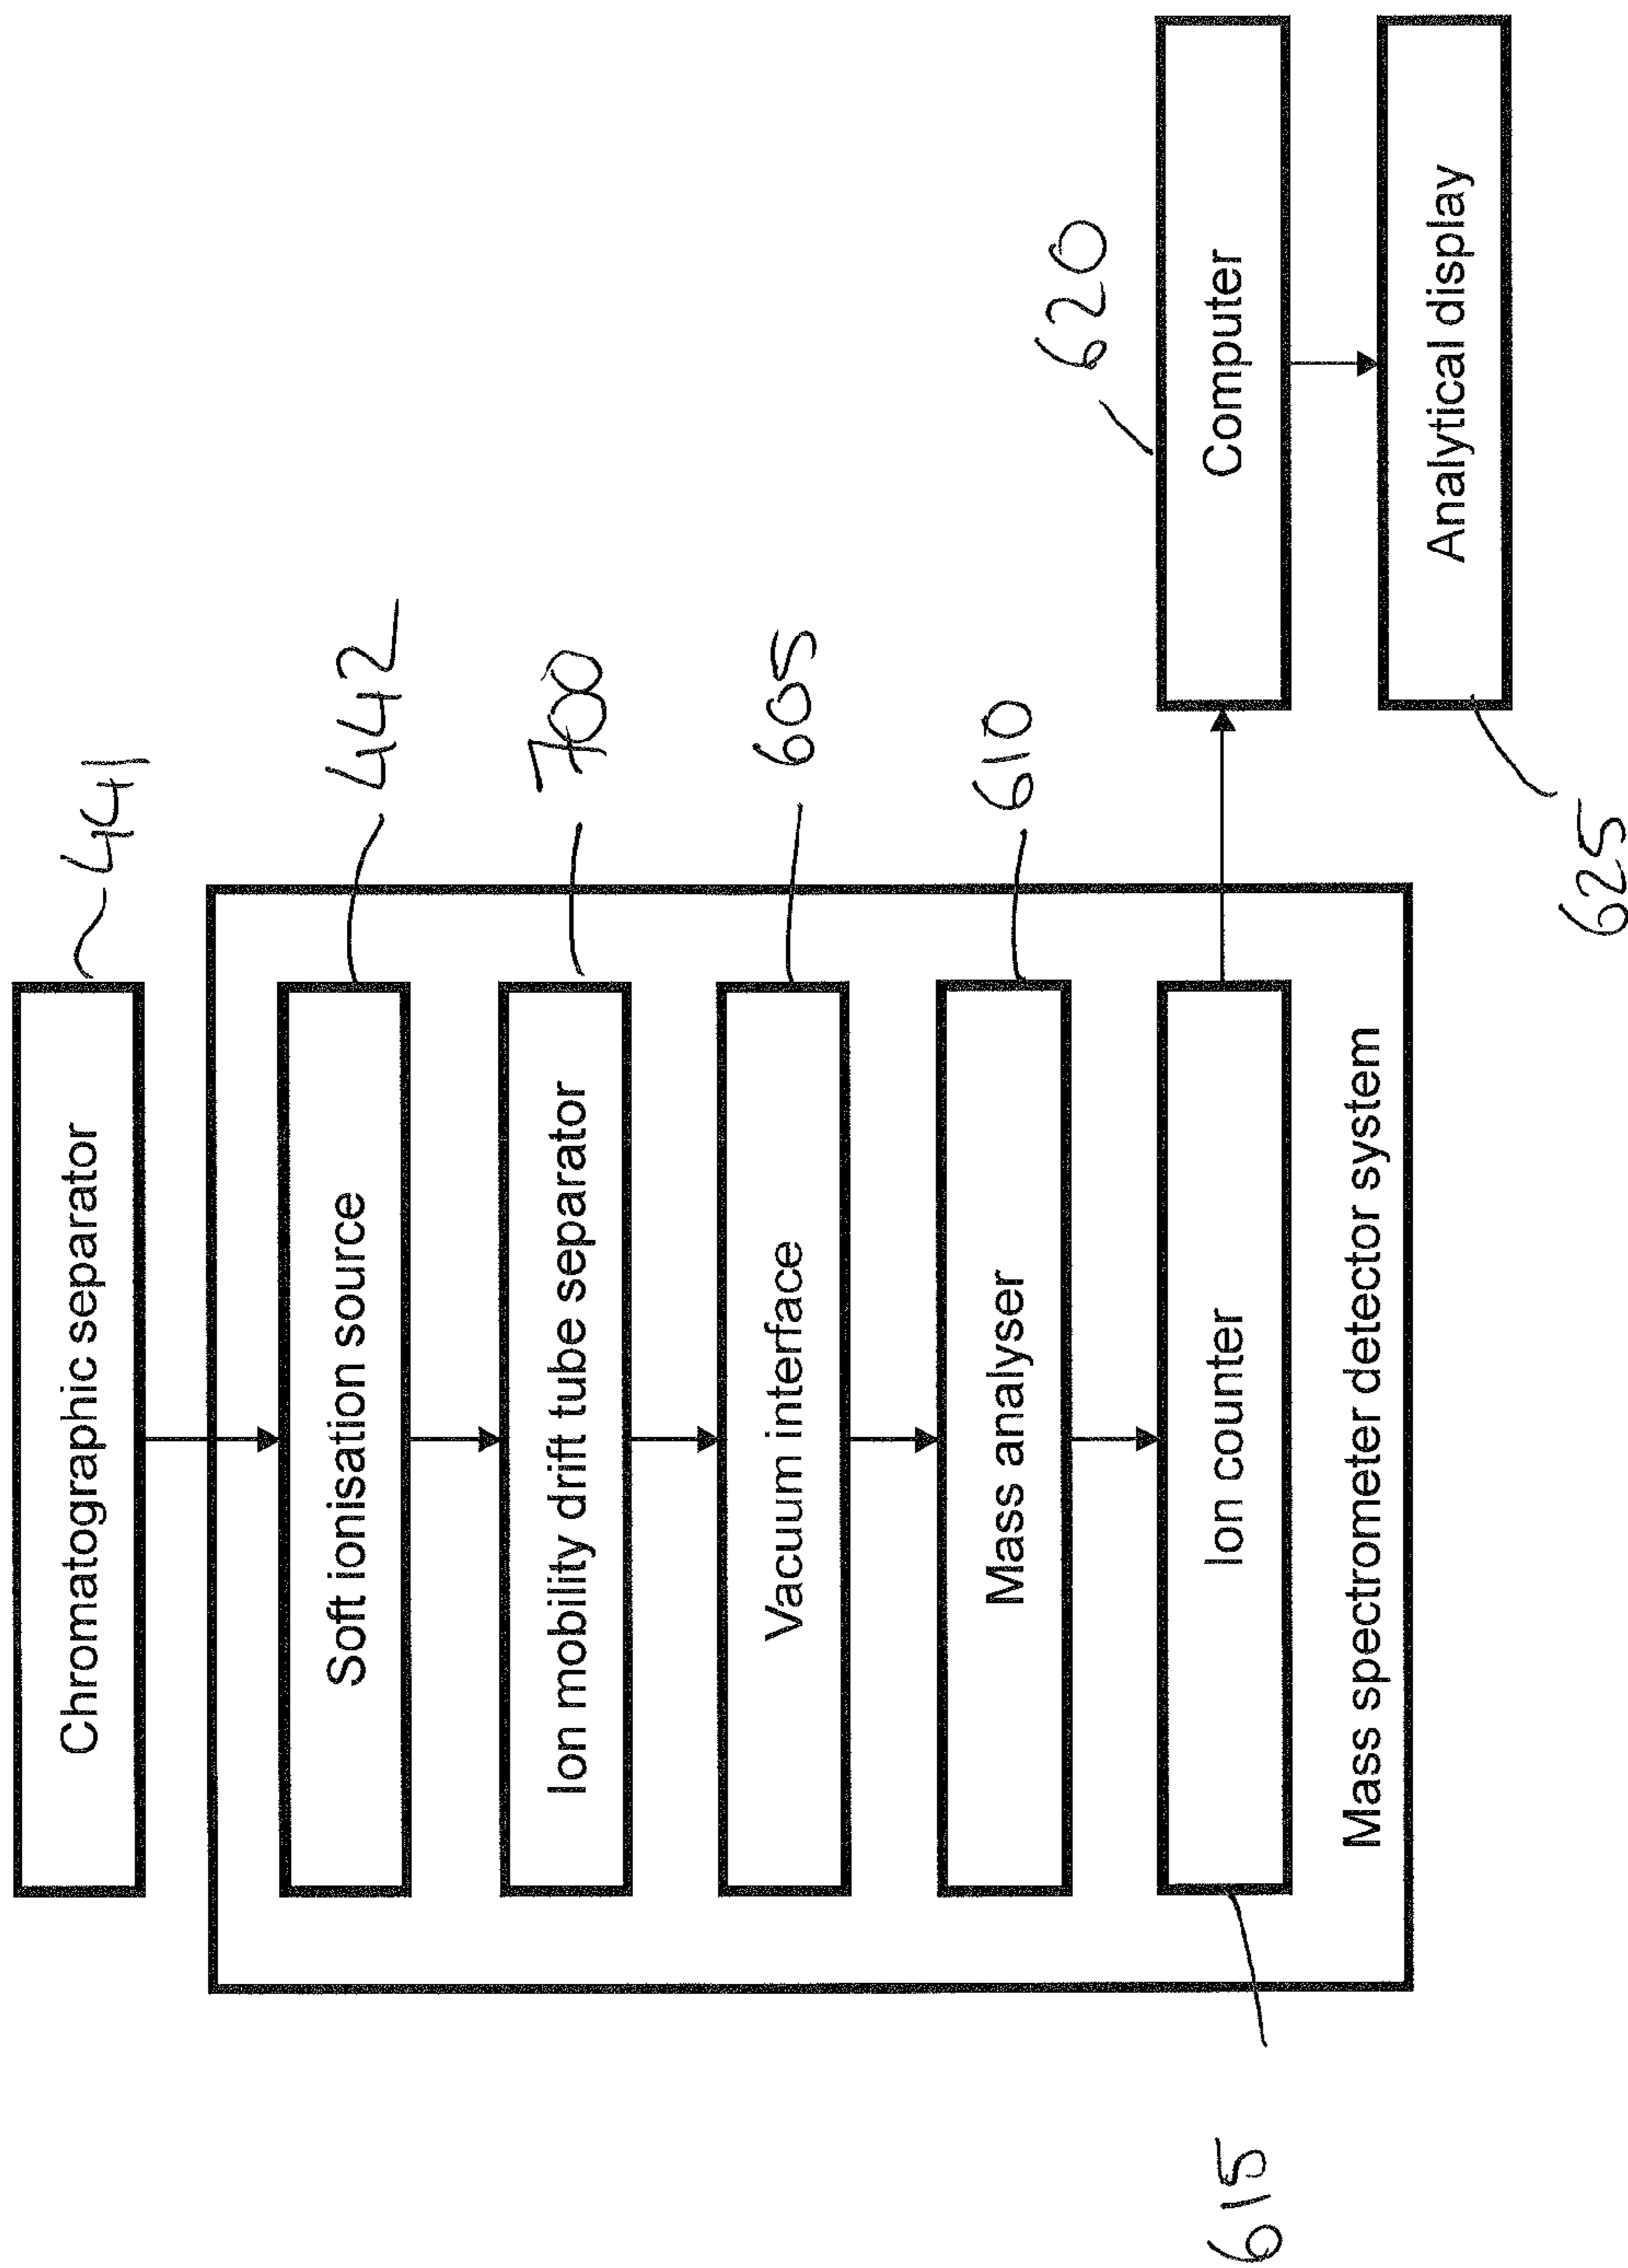 Chromatographic separator
441
Soft ionisation source
442
Ion mobility drift tube separator
700
Vacuum interface
605
Mass analyser
610
Ion counter
615
Mass spectrometer detector system
620
Computer
Analytical display
625